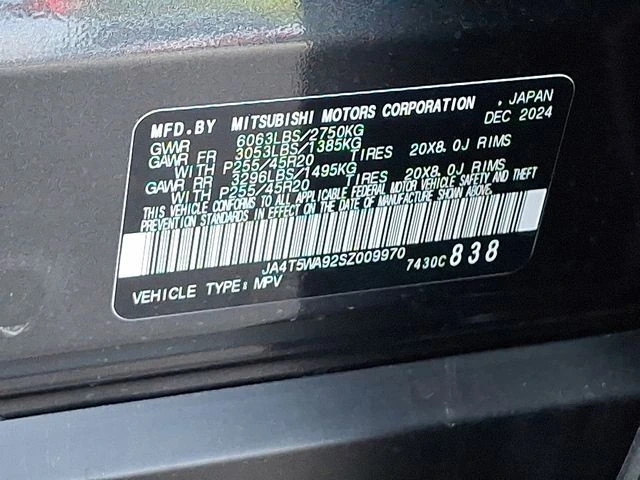 MFD.BY MITSUBISHI MOTORS CORPORATION , JAPAN
GVWR 6063LBS/2750KG DEC 2024
GAWR FR 3053LBS/1385KG
WITH P255/45R20 TIRES 20X8.0J RIMS
GAWR RR 3296LBS/1495KG
WITH P255/45R20 TIRES 20X8.0J RIMS
THIS VEHICLE CONFORMS TO ALL APPLICABLE FEDERAL MOTOR VEHICLE SAFETY AND THEFT
PREVENTION STANDARDS IN EFFECT ON THE DATE OF MANUFACTURE SHOWN ABOVE.
JA4T5WA92SZ009970 7430C 838
VEHICLE TYPE: MPV